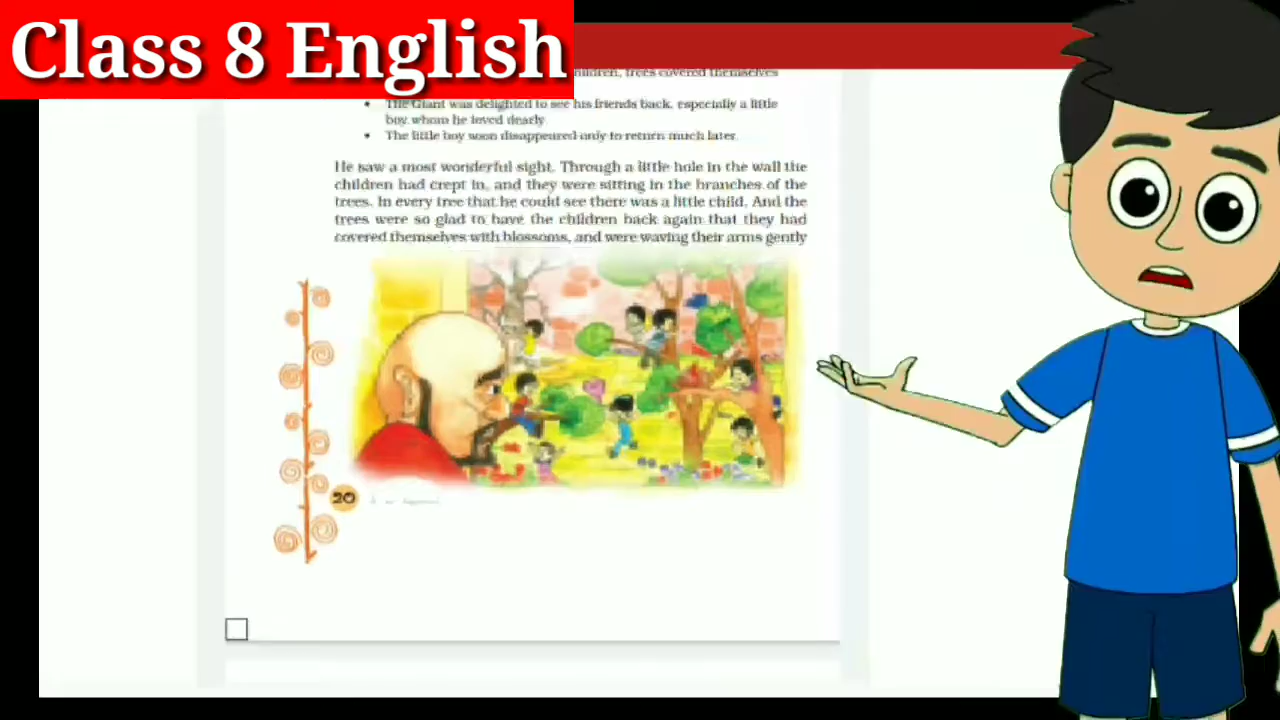 Class 8 English
children, trees covered themselves
• The Giant was delighted to see his friends back, especially a little
boy whom he loved dearly.
• The little boy soon disappeared only to return much later.
He saw a most wonderful sight. Through a little hole in the wall the
children had crept in, and they were sitting in the branches of the
trees. In every tree that he could see there was a little child. And the
trees were so glad to have the children back again that they had
covered themselves with blossoms, and were waving their arms gently
20